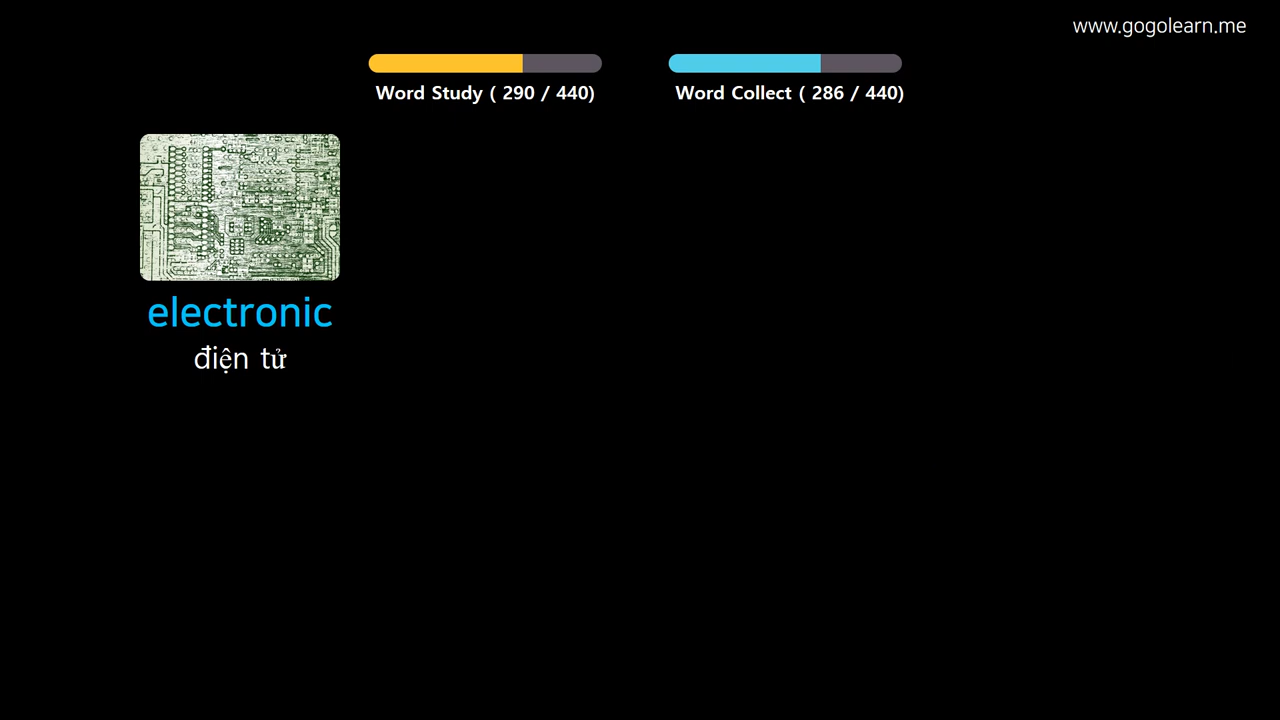 www.gogolearn.me
Word Study ( 290 / 440)
Word Collect ( 286 / 440)
electronic
điện tử